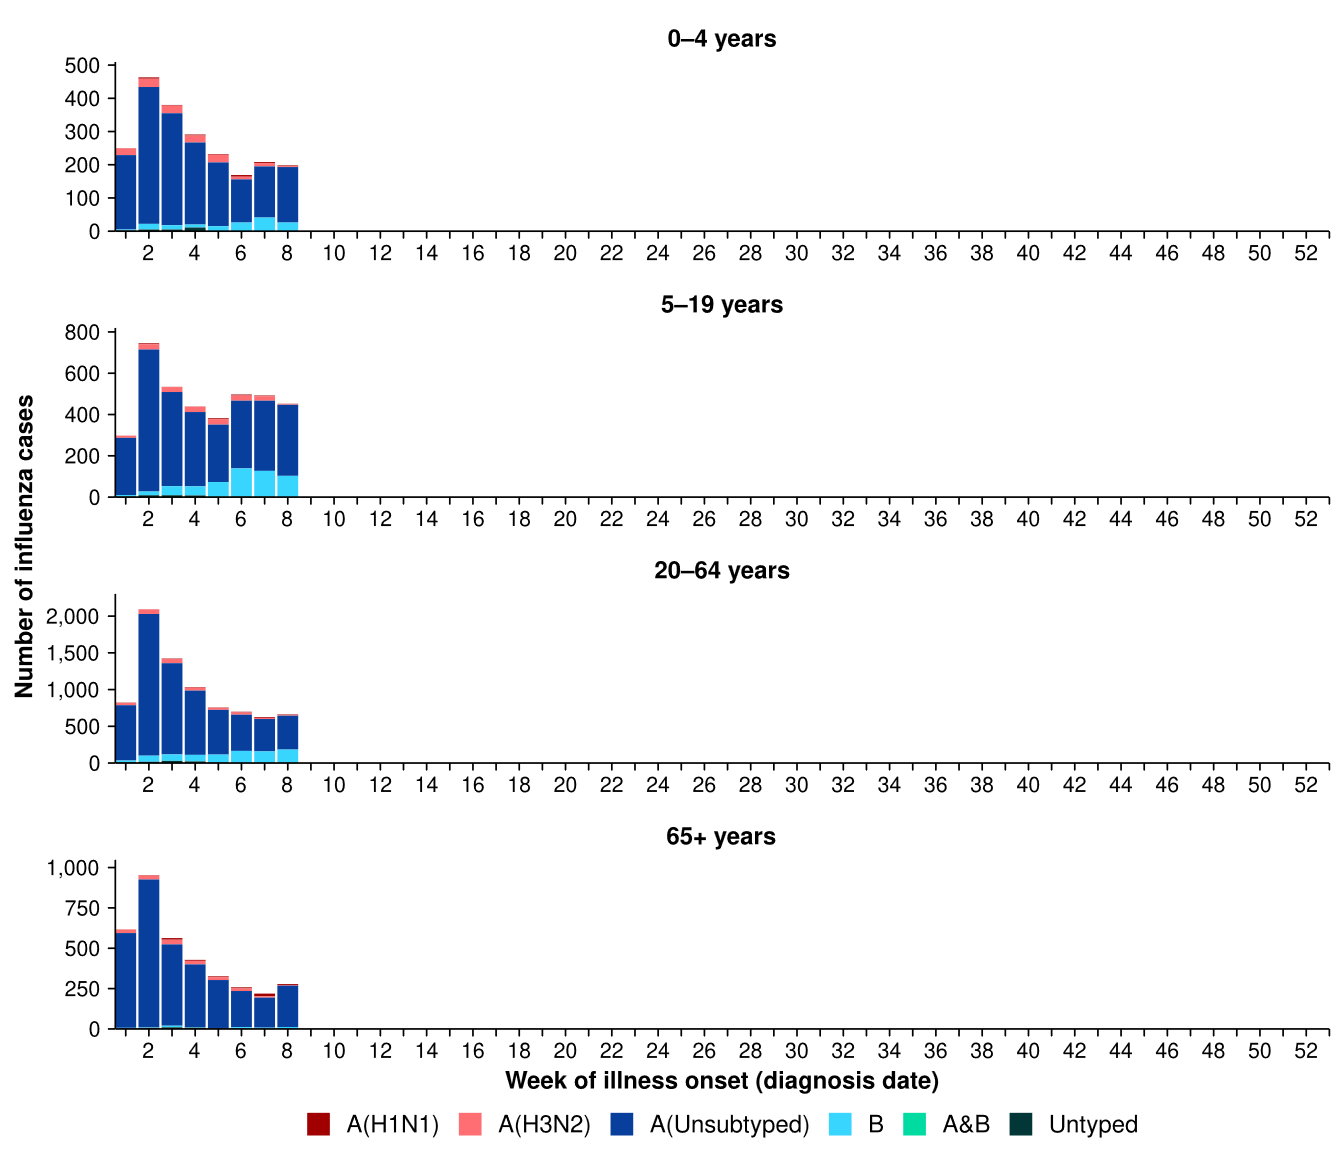 0–4 years
500
400
300
200
100
0
2 4 6 8 10 12 14 16 18 20 22 24 26 28 30 32 34 36 38 40 42 44 46 48 50 52
5–19 years
800
600
400
200
0
2 4 6 8 10 12 14 16 18 20 22 24 26 28 30 32 34 36 38 40 42 44 46 48 50 52
Number of influenza cases
20–64 years
2,000
1,500
1,000
500
0
2 4 6 8 10 12 14 16 18 20 22 24 26 28 30 32 34 36 38 40 42 44 46 48 50 52
65+ years
1,000
750
500
250
0
2 4 6 8 10 12 14 16 18 20 22 24 26 28 30 32 34 36 38 40 42 44 46 48 50 52
Week of illness onset (diagnosis date)
A(H1N1) A(H3N2) A(Unsubtyped) B A&B Untyped